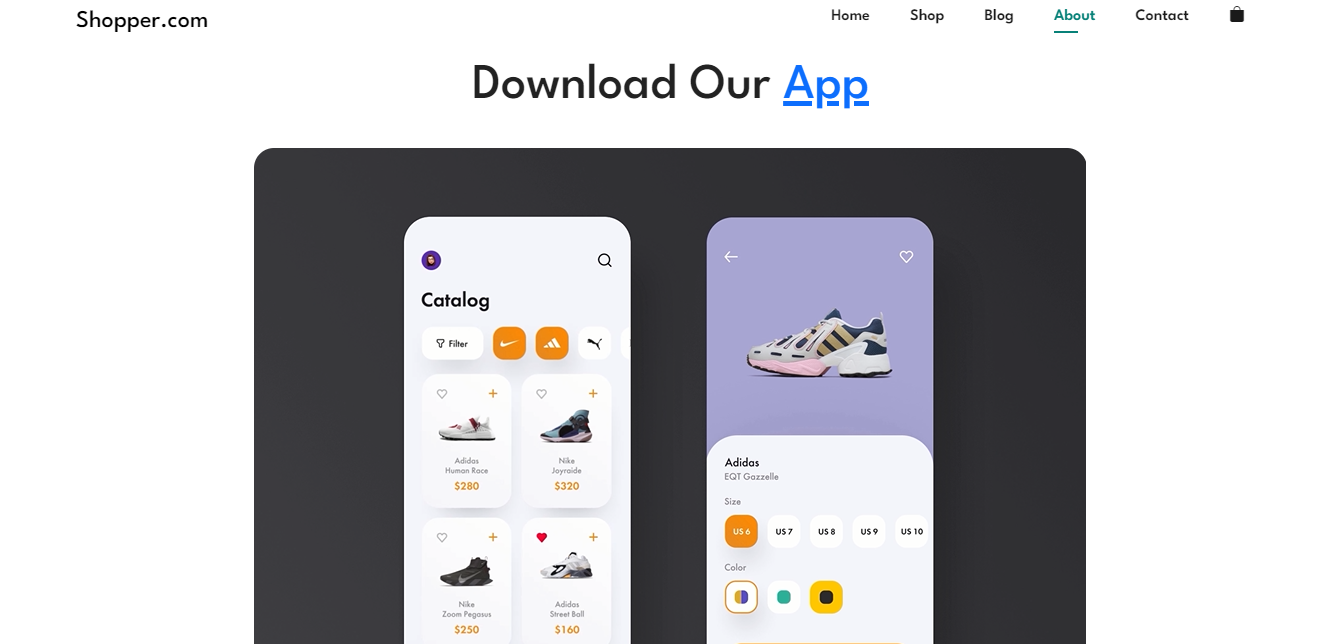 Shopper.com
Home Shop Blog About Contact
Download Our App
Catalog
Filter
Adidas
Human Race
$280
Nike
Joyraide
$320
Nike
Zoom Pegasus
$250
Adidas
Street Ball
$160
Adidas
EQT Gazzelle
Size
US 6 US 7 US 8 US 9 US 10
Color